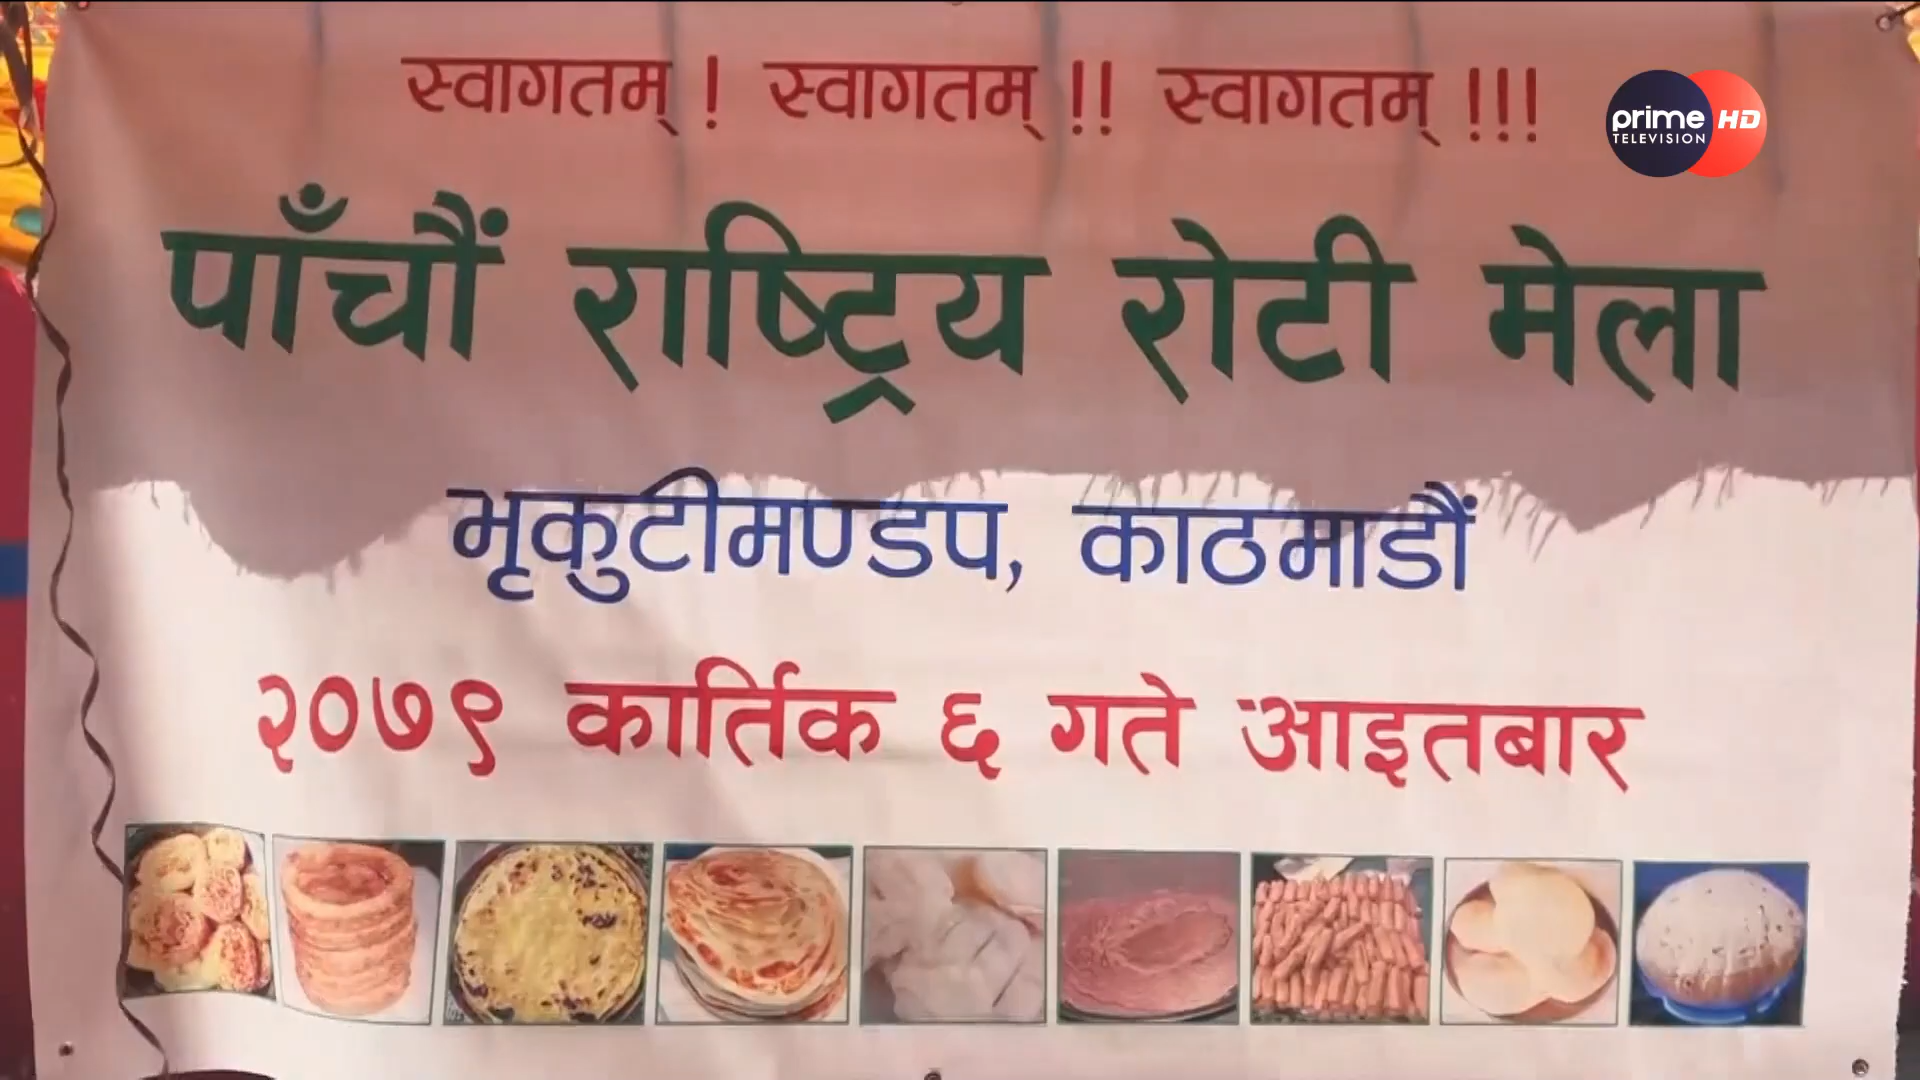 स्वागतम् ! स्वागतम् !! स्वागतम् !!!
prime HD
TELEVISION
पाँचौं राष्ट्रिय रोटी मेला
भृकुटीमण्डप, काठमाडौं
२०७९ कार्तिक ६ गते आइतबार